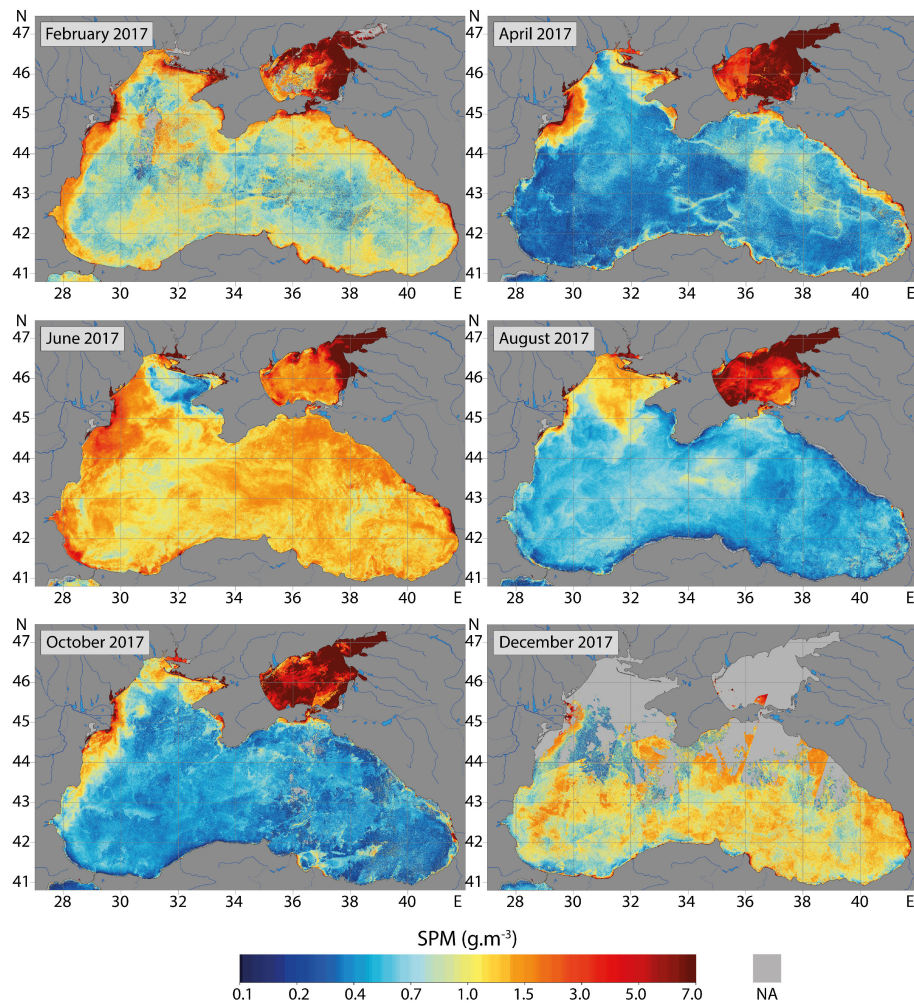 N
47
February 2017
46
45
44
43
42
41
28 30 32 34 36 38 40 E
N
47
April 2017
46
45
44
43
42
41
28 30 32 34 36 38 40 E
N
47
June 2017
46
45
44
43
42
41
28 30 32 34 36 38 40 E
N
47
August 2017
46
45
44
43
42
41
28 30 32 34 36 38 40 E
N
47
October 2017
46
45
44
43
42
41
28 30 32 34 36 38 40 E
N
47
December 2017
46
45
44
43
42
41
28 30 32 34 36 38 40 E
SPM (g.m⁻³)
0.1 0.2 0.4 0.7 1.0 1.5 3.0 5.0 7.0
NA